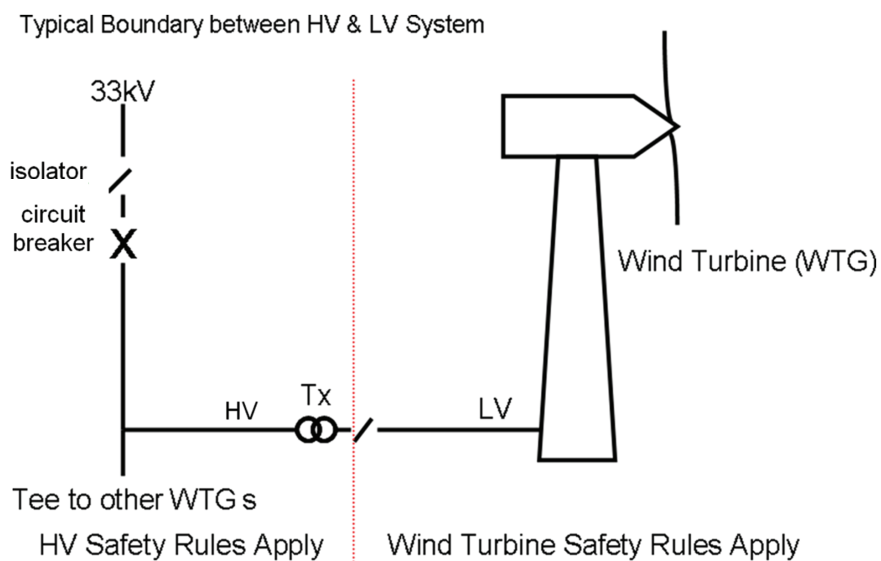 Typical Boundary between HV & LV System
33kV
isolator
circuit
breaker
Wind Turbine (WTG)
Tx
HV
LV
Tee to other WTG s
HV Safety Rules Apply
Wind Turbine Safety Rules Apply